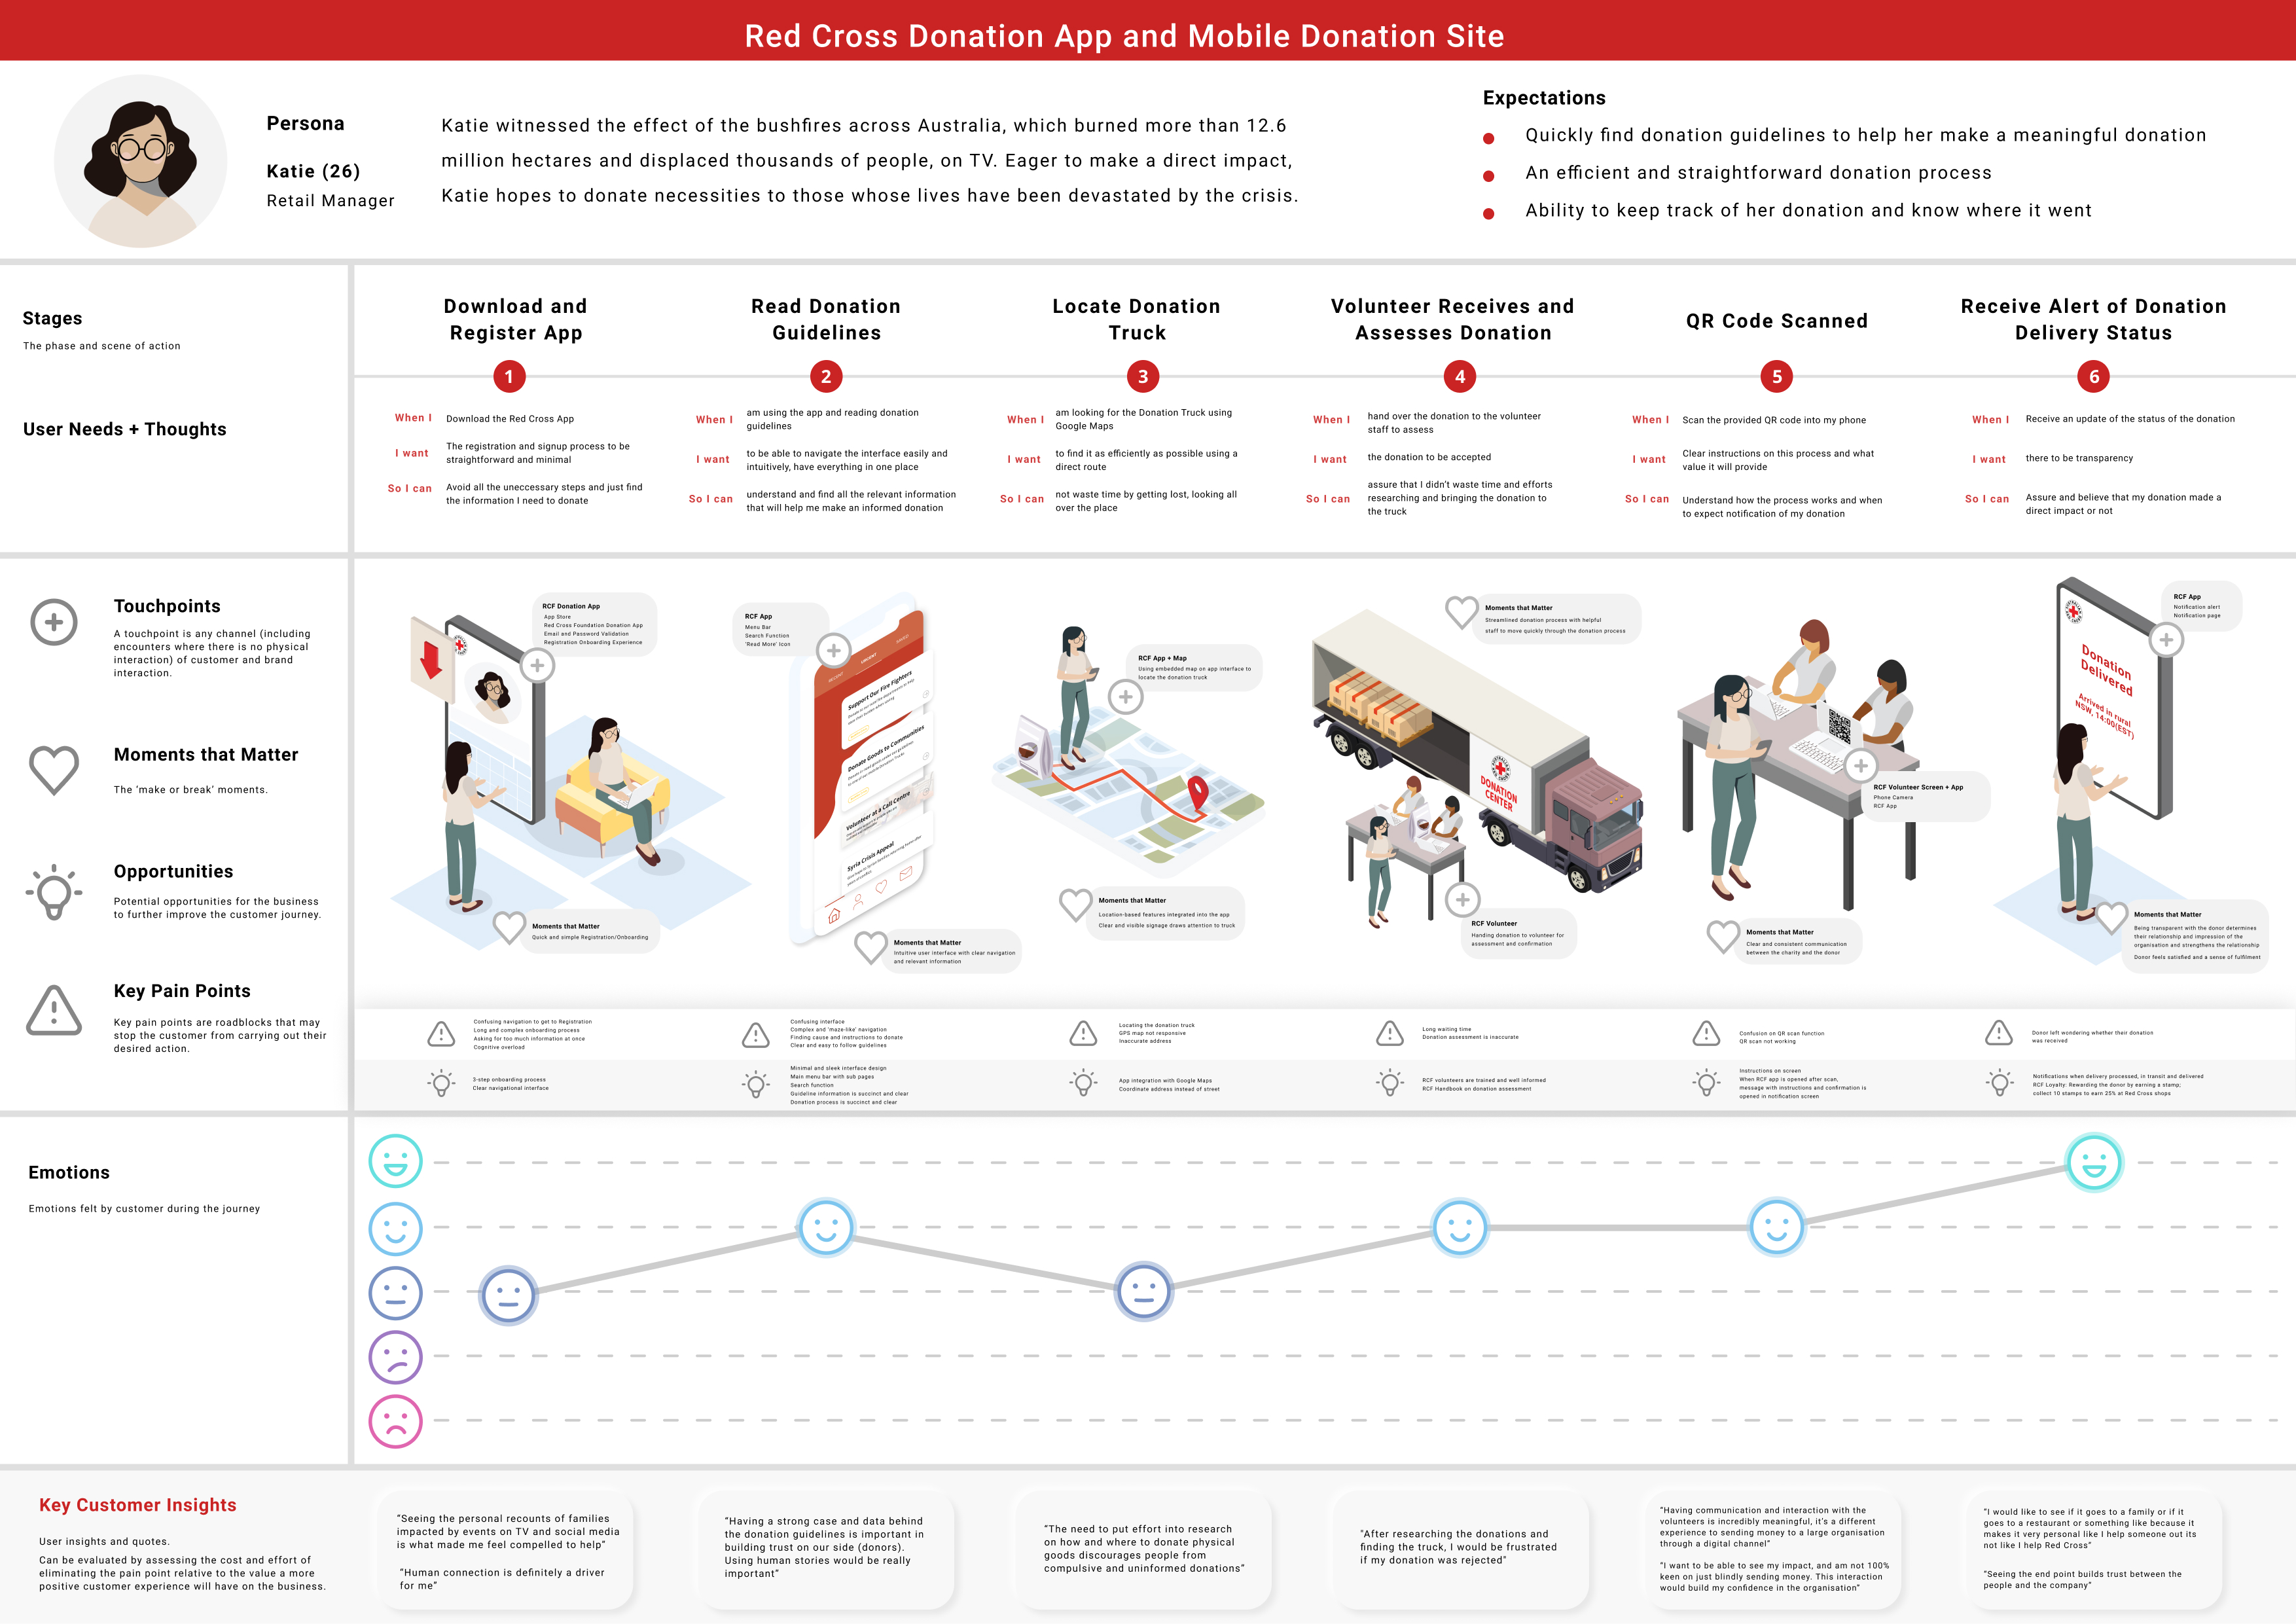 Red Cross Donation App and Mobile Donation Site
Persona
Katie (26)
Retail Manager
Katie witnessed the effect of the bushfires across Australia, which burned more than 12.6
million hectares and displaced thousands of people, on TV. Eager to make a direct impact,
Katie hopes to donate necessities to those whose lives have been devastated by the crisis.
Expectations
Quickly find donation guidelines to help her make a meaningful donation
An efficient and straightforward donation process
Ability to keep track of her donation and know where it went
Stages
The phase and scene of action
Download and
Register App
Read Donation
Guidelines
Locate Donation
Truck
Volunteer Receives and
Assesses Donation
QR Code Scanned
Receive Alert of Donation
Delivery Status
1
2
3
4
5
6
User Needs + Thoughts
When I
Download the Red Cross App
I want
The registration and signup process to be
straightforward and minimal
So I can
Avoid all the uneccessary steps and just find
the information I need to donate
When I
am using the app and reading donation
guidelines
I want
to be able to navigate the interface easily and
intuitively, have everything in one place
So I can
understand and find all the relevant information
that will help me make an informed donation
When I
am looking for the Donation Truck using
Google Maps
I want
to find it as efficiently as possible using a
direct route
So I can
not waste time by getting lost, looking all
over the place
When I
hand over the donation to the volunteer
staff to assess
I want
the donation to be accepted
So I can
assure that I didn't waste time and efforts
researching and bringing the donation to
the truck
When I
Scan the provided QR code into my phone
I want
Clear instructions on this process and what
value it will provide
So I can
Understand how the process works and when
to expect notification of my donation
When I
Receive an update of the status of the donation
I want
there to be transparency
So I can
Assure and believe that my donation made a
direct impact or not
Touchpoints
A touchpoint is any channel (including
encounters where there is no physical
interaction) of customer and brand
interaction.
Moments that Matter
The 'make or break' moments.
Opportunities
Potential opportunities for the business
to further improve the customer journey.
Key Pain Points
Key pain points are roadblocks that may
stop the customer from carrying out their
desired action.
RCF Donation App
App Store
Red Cross Foundation Donation App
Email and Password Validation
Registration Onboarding Experience
Moments that Matter
Quick and simple Registration/Onboarding
RCF App
Menu Bar
Search Function
'Read More' Icon
URGENT
Support Our Fire Fighters
Donate Goods to Communities
Volunteer at a Call Centre
Syria Crisis Appeal
Moments that Matter
Intuitive user interface with clear navigation
and relevant information
RCF App + Map
Using embedded map on app interface to
locate the donation truck
Moments that Matter
Location-based features integrated into the app
Clear and visible signage draws attention to truck
Moments that Matter
Streamlined donation process with helpful
staff to move quickly through the donation process
DONATION
CENTER
RCF Volunteer
Handing donation to volunteer for
assessment and confirmation
RCF Volunteer Screen + App
Phone Camera
RCF App
Moments that Matter
Clear and consistent communication
between the charity and the donor
RCF App
Notification alert
Notification page
Donation
Delivered
Arrived in rural
NSW, 14:00(EST)
Moments that Matter
Being transparent with the donor determines
their relationship and impression of the
organisation and strengthens the relationship
Donor feels satisfied and a sense of fulfilment
Confusing navigation to get to Registration
Long and complex onboarding process
Asking for too much information at once
Cognitive overload
Confusing interface
Complex and 'maze-like' navigation
Finding cause and instructions to donate
Clear and easy to follow guidelines
Locating the donation truck
GPS map not responsive
Inaccurate address
Long waiting time
Donation assessment is inaccurate
Confusion on QR scan function
QR scan not working
Donor left wondering whether their donation
was received
3-step onboarding process
Clear navigational interface
Minimal and sleek interface design
Main menu bar with sub pages
Search function
Guideline information is succinct and clear
Donation process is succinct and clear
App integration with Google Maps
Coordinate address instead of street
RCF volunteers are trained and well informed
RCF Handbook on donation assessment
Instructions on screen
When RCF app is opened after scan,
message with instructions and confirmation is
opened in notification screen
Notifications when delivery processed, in transit and delivered
RCF Loyalty: Rewarding the donor by earning a stamp;
collect 10 stamps to earn 25% at Red Cross shops
Emotions
Emotions felt by customer during the journey
Key Customer Insights
User insights and quotes.
Can be evaluated by assessing the cost and effort of
eliminating the pain point relative to the value a more
positive customer experience will have on the business.
"Seeing the personal recounts of families
impacted by events on TV and social media
is what made me feel compelled to help"
"Human connection is definitely a driver
for me"
"Having a strong case and data behind
the donation guidelines is important in
building trust on our side (donors).
Using human stories would be really
important"
"The need to put effort into research
on how and where to donate physical
goods discourages people from
compulsive and uninformed donations"
"After researching the donations and
finding the truck, I would be frustrated
if my donation was rejected"
"Having communication and interaction with the
volunteers is incredibly meaningful, it's a different
experience to sending money to a large organisation
through a digital channel"
"I want to be able to see my impact, and am not 100%
keen on just blindly sending money. This interaction
would build my confidence in the organisation"
"I would like to see if it goes to a family or if it
goes to a restaurant or something like because it
makes it very personal like I help someone out its
not like I help Red Cross"
"Seeing the end point builds trust between the
people and the company"